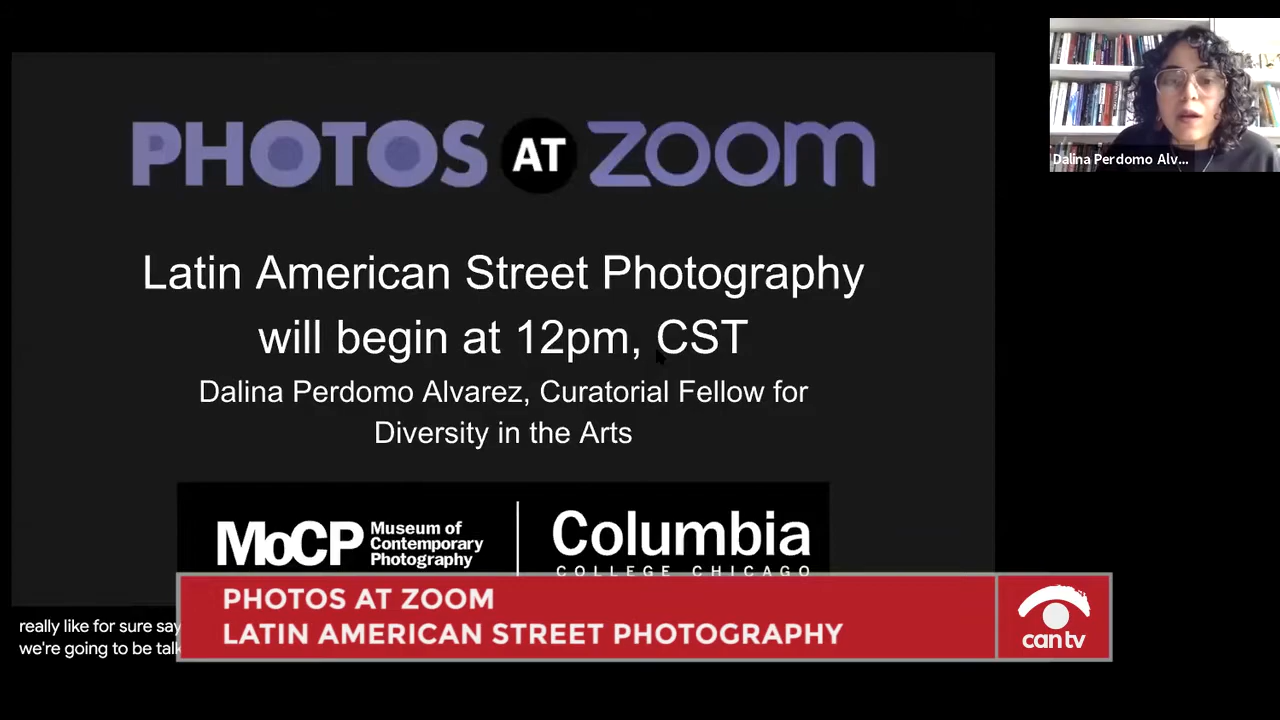 PHOTOS AT ZOOM
Latin American Street Photography
will begin at 12pm, CST
Dalina Perdomo Alvarez, Curatorial Fellow for
Diversity in the Arts
MoCP Museum of
Contemporary
Photography
Columbia
COLLEGE CHICAGO
Dalina Perdomo Alv...
really like for sure say
we're going to be talk
PHOTOS AT ZOOM
LATIN AMERICAN STREET PHOTOGRAPHY
can tv